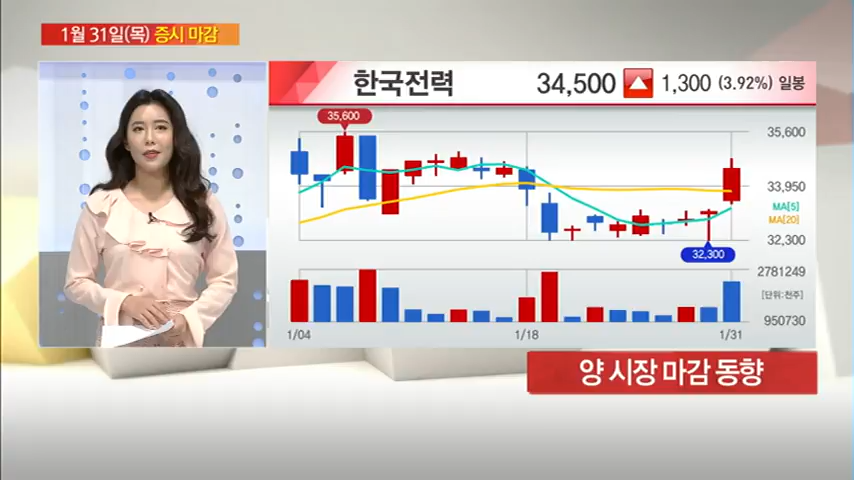 1월 31일(목) 증시 마감
한국전력 34,500 1,300 (3.92%) 일봉
35,600
35,600
33,950
MA[5]
MA[20]
32,300
32,300
2781249
[단위:천주]
950730
1/04 1/18 1/31
양 시장 마감 동향